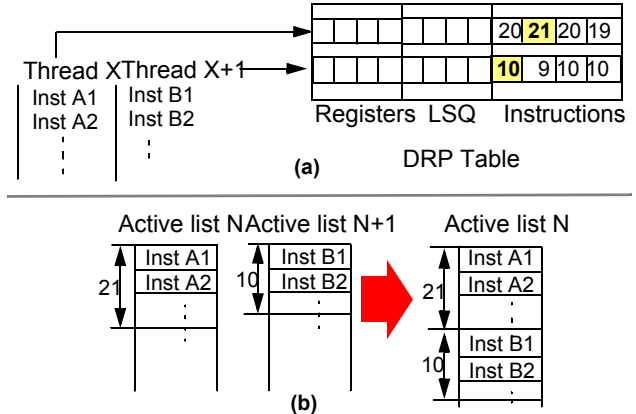 20 21 20 19
Thread X Thread X+1
10 9 10 10
Inst A1 Inst B1
Inst A2 Inst B2
Registers LSQ Instructions
(a)
DRP Table
Active list N Active list N+1 Active list N
Inst A1 Inst B1 Inst A1
21 Inst A2 10 Inst B2 Inst A2
21
Inst B1
10 Inst B2
(b)